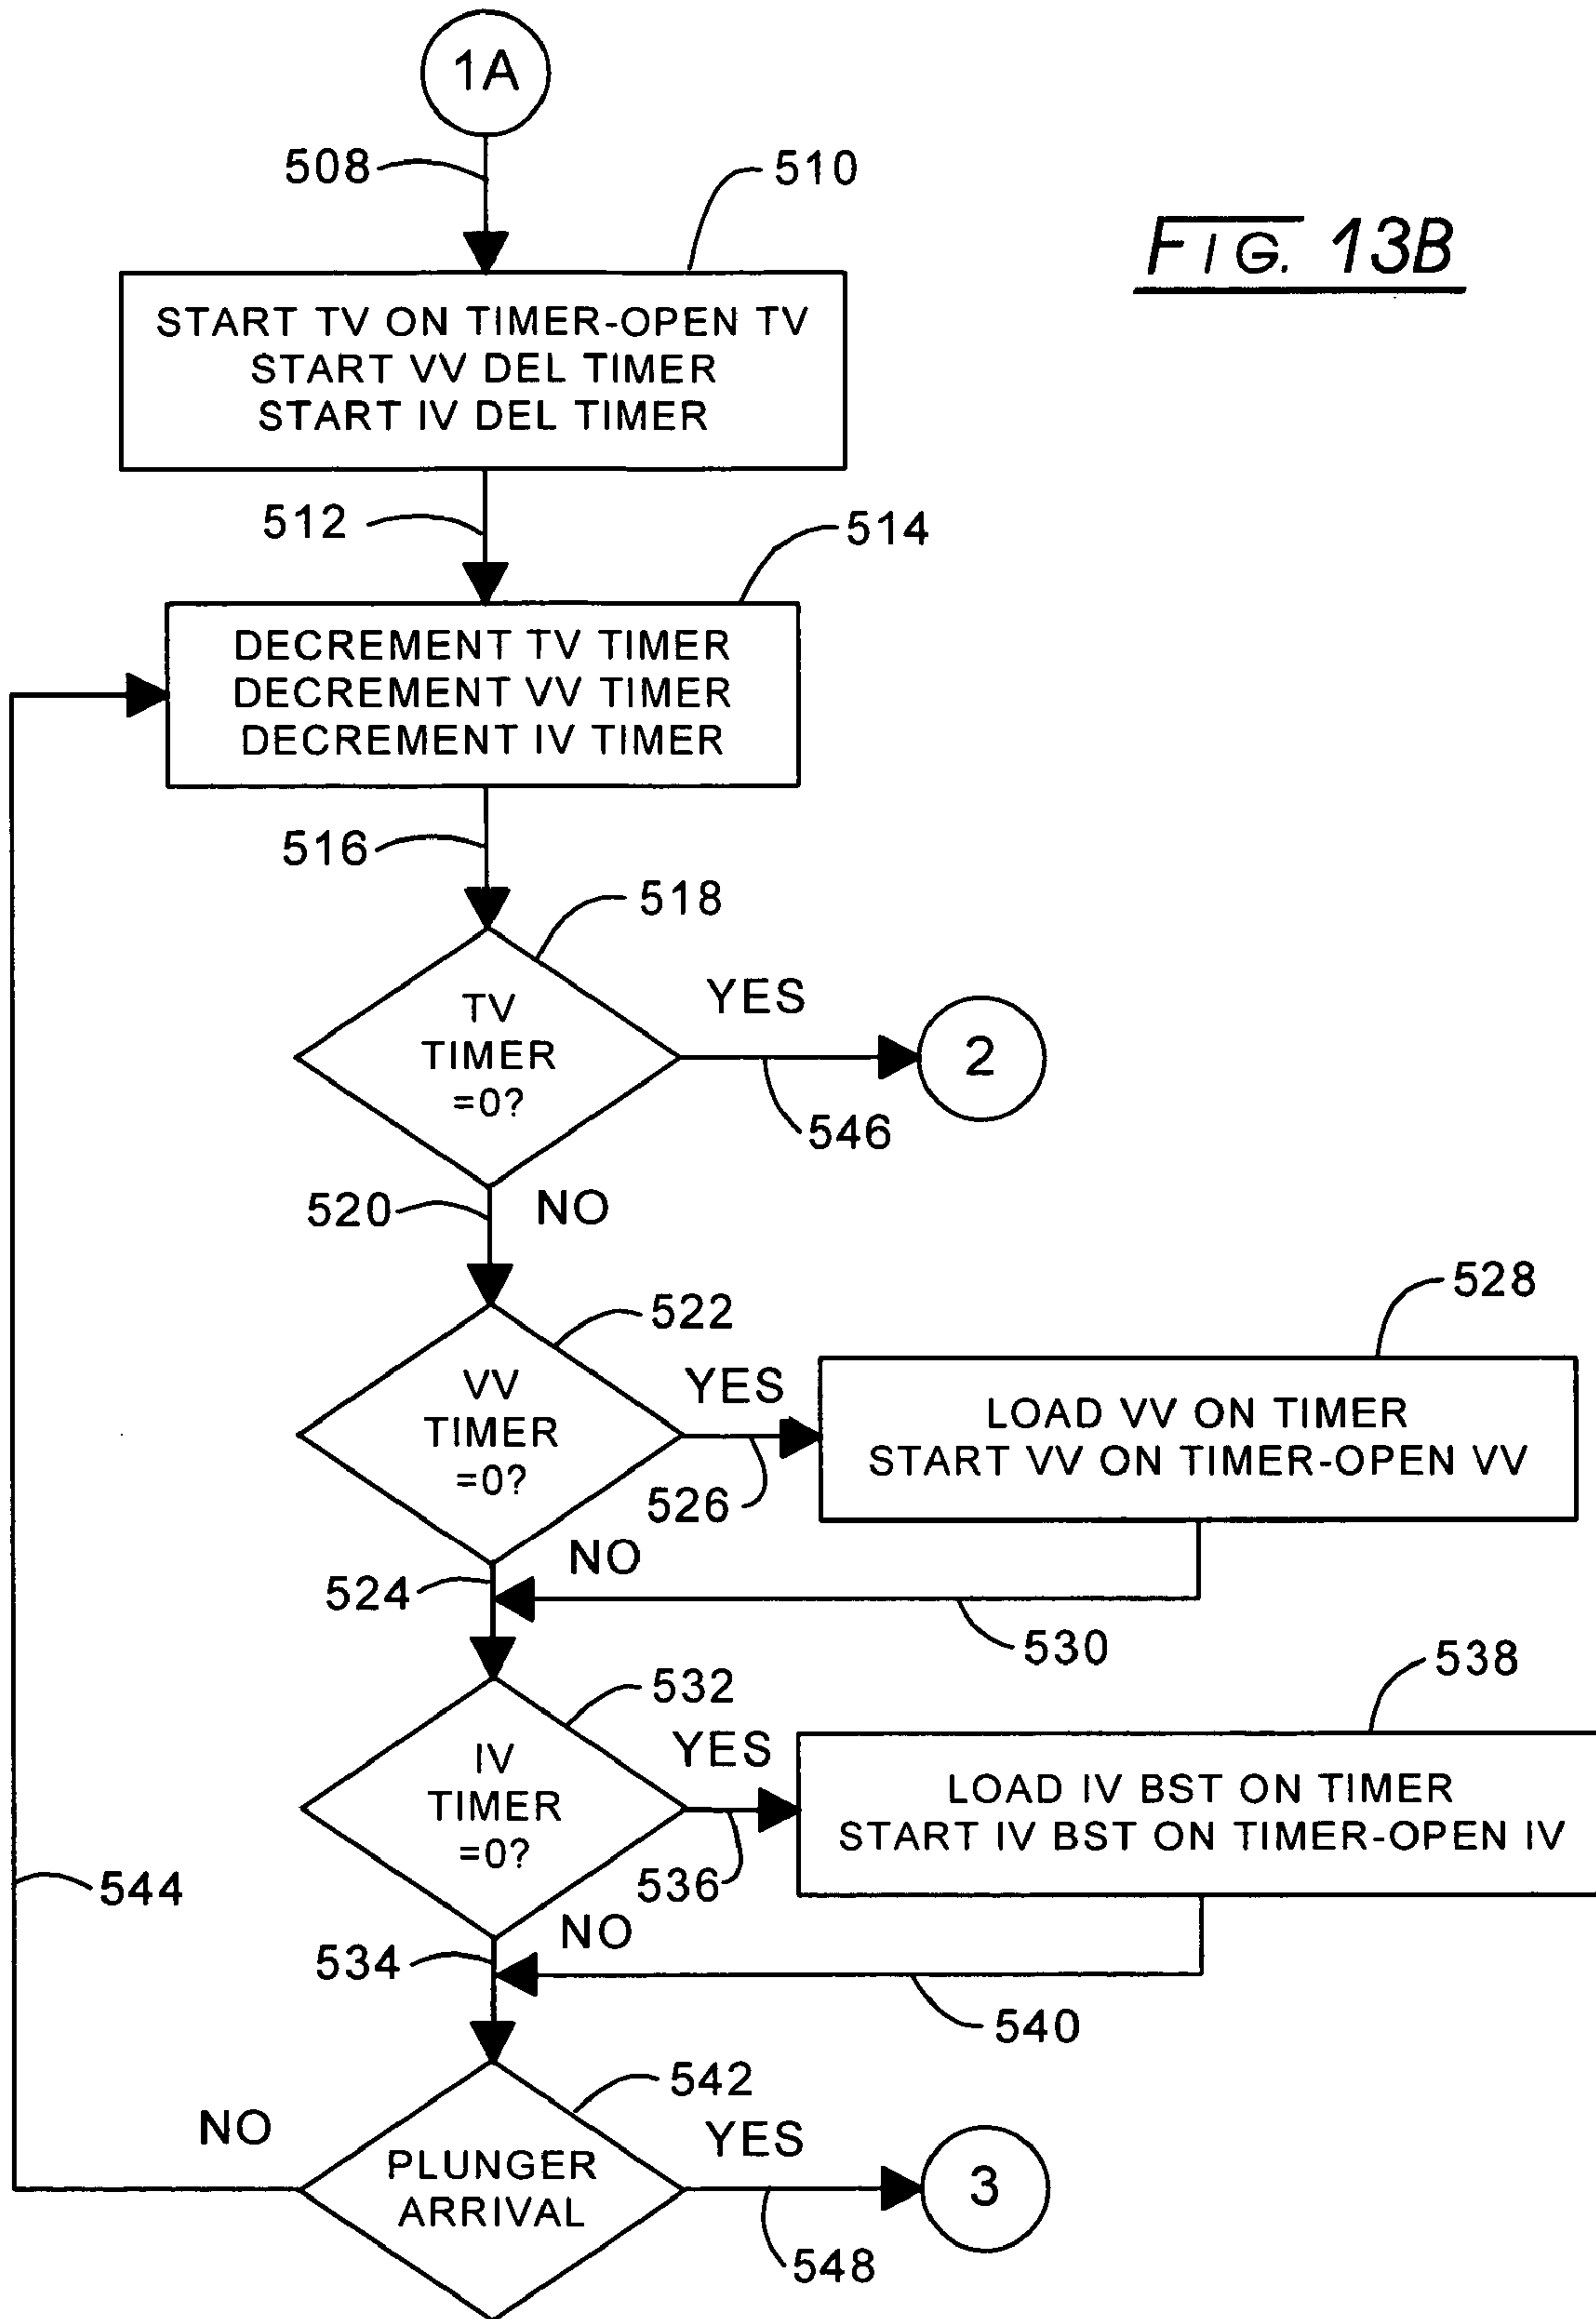 1A
508
510
FIG. 13B
START TV ON TIMER-OPEN TV
START VV DEL TIMER
START IV DEL TIMER
512
514
DECREMENT TV TIMER
DECREMENT VV TIMER
DECREMENT IV TIMER
516
518
TV
TIMER
=0?
YES
2
546
520
NO
522
528
VV
TIMER
=0?
YES
LOAD VV ON TIMER
START VV ON TIMER-OPEN VV
526
NO
524
530
532
538
IV
TIMER
=0?
YES
LOAD IV BST ON TIMER
START IV BST ON TIMER-OPEN IV
536
544
NO
534
540
542
NO
PLUNGER
ARRIVAL
YES
3
548